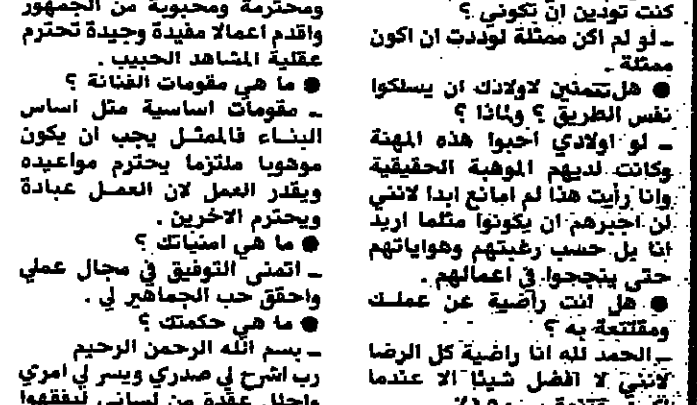 كنت تودين ان تكوني ؟
ـ لو لم اكن ممثلة لوددت ان اكون
ممثلة .
● هل تتمنين لاولادك ان يسلكوا
نفس الطريق ؟ ولماذا ؟
ـ لو اولادي احبوا هذه المهنة
وكانت لديهم الموهبة الحقيقية
وانا رأيت هذا لم امانع ابدا لانني
لن اجبرهم ان يكونوا مثلما اريد
انا بل حسب رغبتهم وهواياتهم
حتى ينجحوا في اعمالهم .
● هل انت راضية عن عملك
ومقتنعة به ؟
ـ الحمد لله انا راضية كل الرضا
لانني لا افضل شيئا الا عندما
ومحترمة ومحبوبة من الجمهور
واقدم اعمالا مفيدة وجيدة تحترم
عقلية المشاهد الحبيب .
● ما هي مقومات الفنانة ؟
ـ مقومات اساسية مثل اساس
البناء فالممثل يجب ان يكون
موهوبا ملتزما يحترم مواعيده
ويقدر العمل لان العمل عبادة
ويحترم الاخرين .
● ما هي امنياتك ؟
ـ اتمنى التوفيق في مجال عملي
واحقق حب الجماهير لي .
● ما هي حكمتك ؟
ـ بسم الله الرحمن الرحيم
رب اشرح لي صدري ويسر لي امري
واحلل عقدة من لساني ليفقهوا